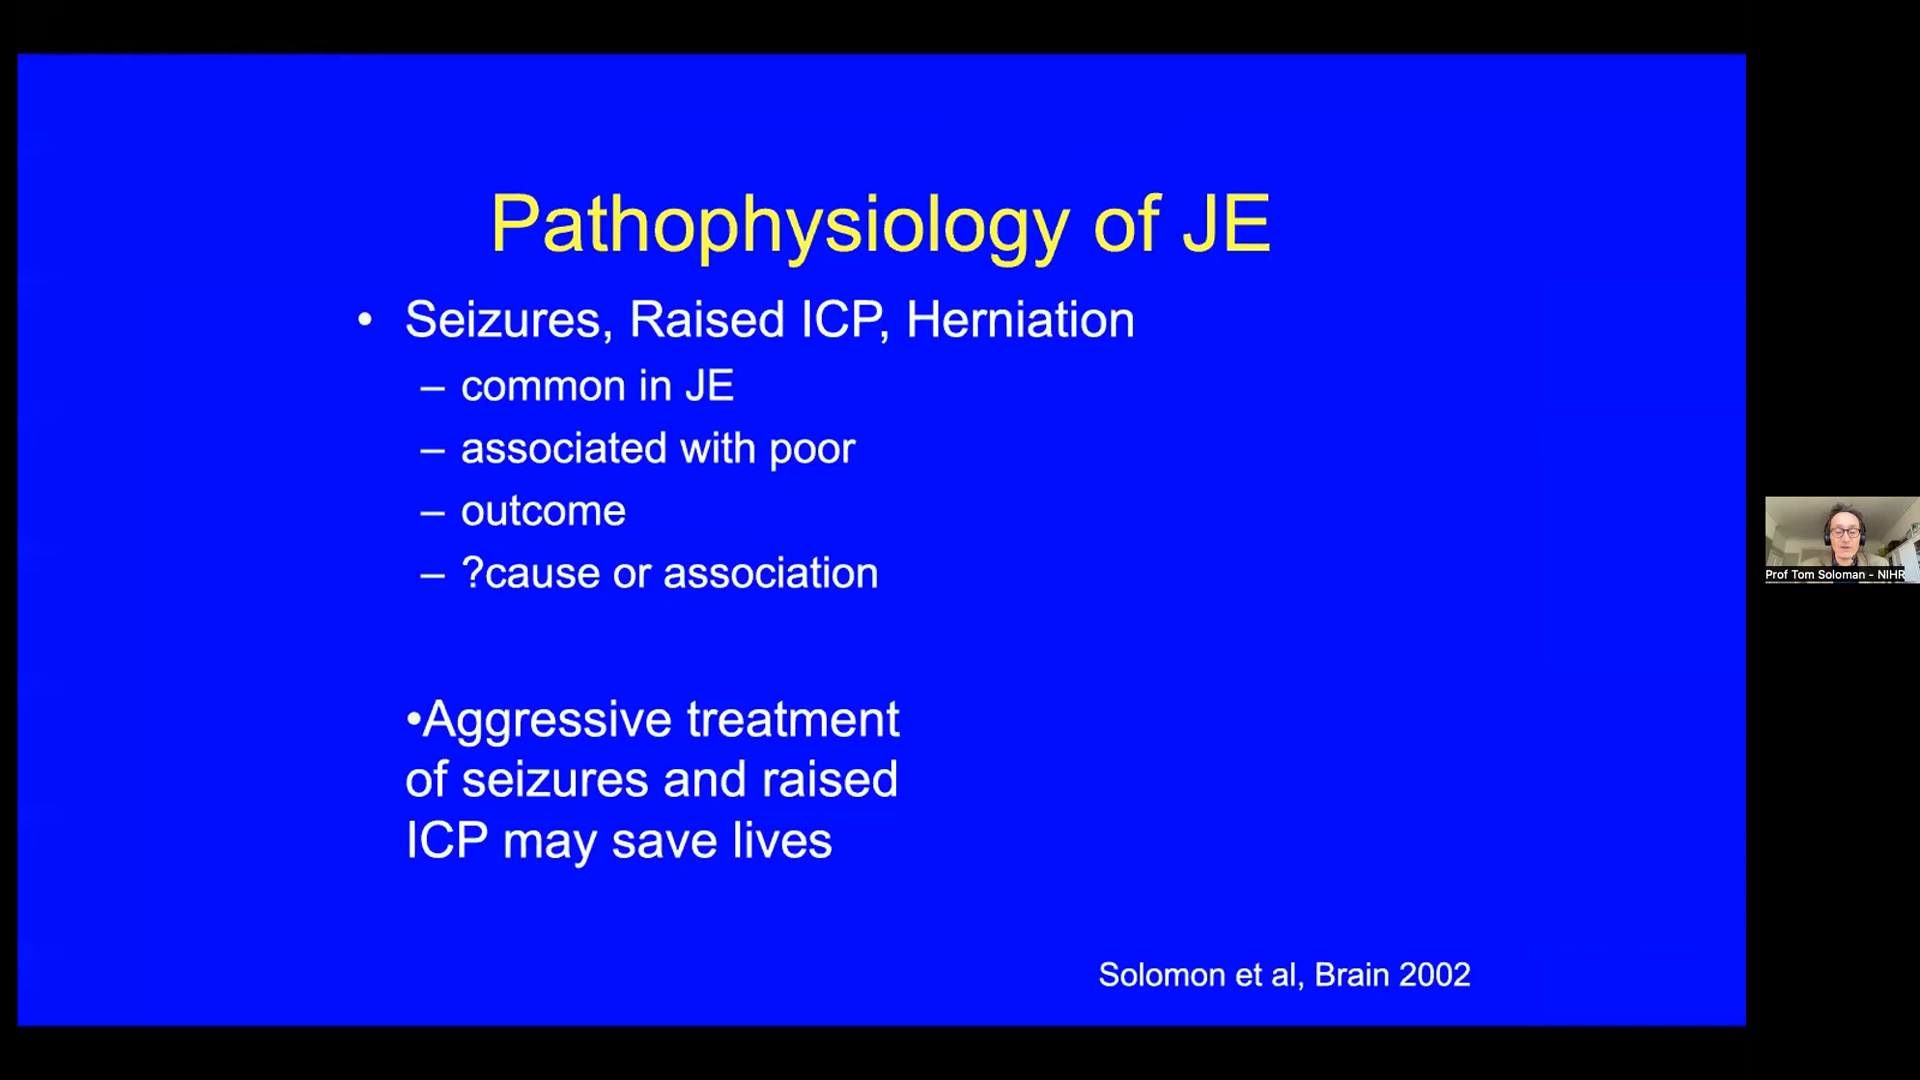 Pathophysiology of JE
• Seizures, Raised ICP, Herniation
– common in JE
– associated with poor
– outcome
– ?cause or association
•Aggressive treatment
of seizures and raised
ICP may save lives
Solomon et al, Brain 2002
Prof Tom Soloman - NIHR